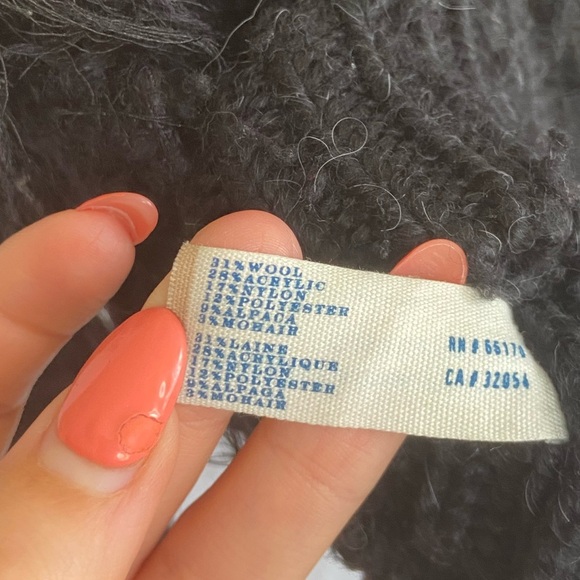 31% WOOL
28% ACRYLIC
17% NYLON
12% POLYESTER
9% ALPACA
3% MOHAIR
31% LAINE
28% ACRYLIQUE
17% NYLON
12% POLYESTER
9% ALPAGA
3% MOHAIR
RN #
CA # 32054